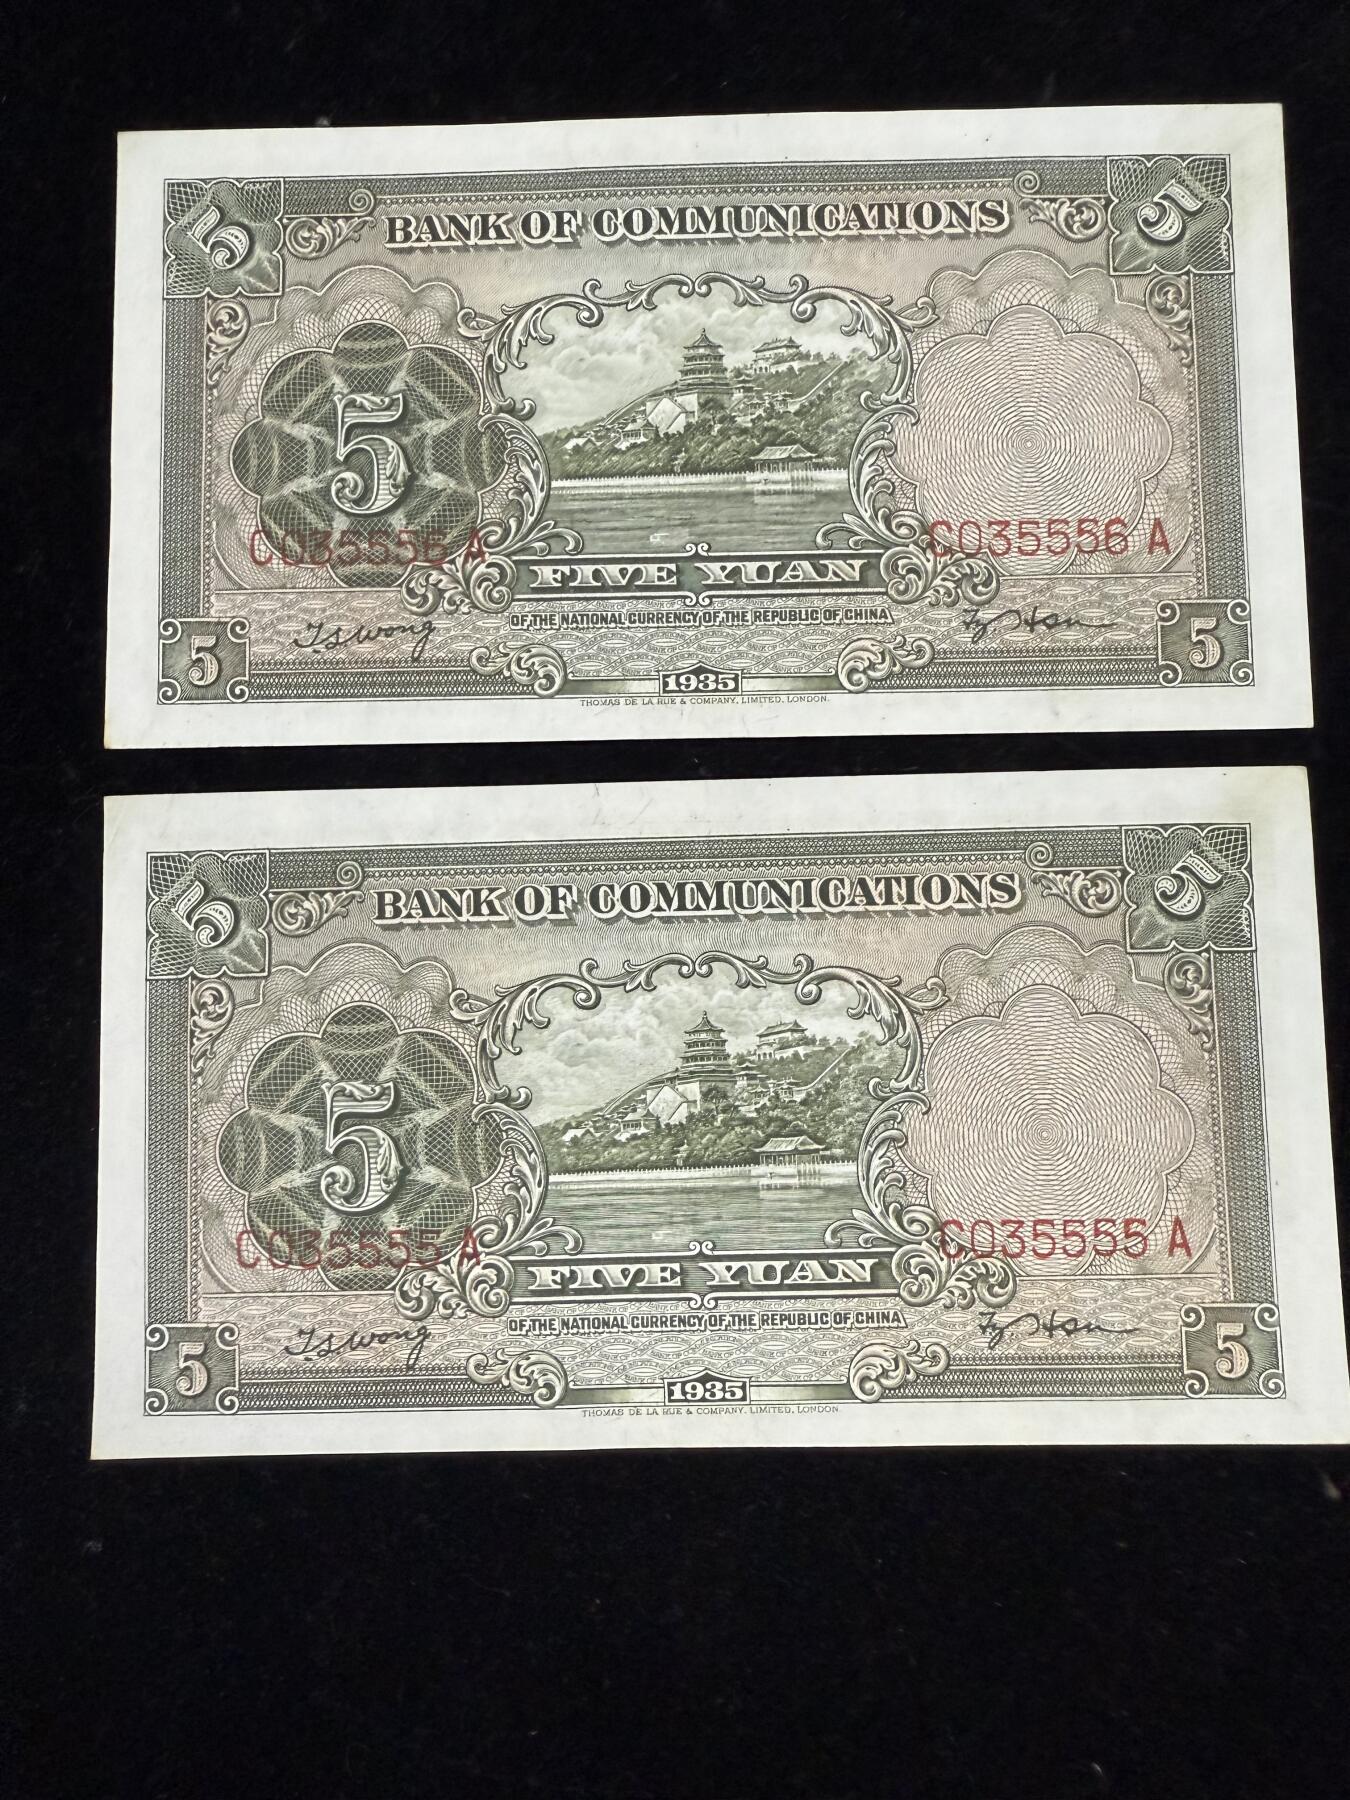 5 BANK OF COMMUNICATIONS 5
5
C035556 A C035556 A
FIVE YUAN
OF THE NATIONAL CURRENCY OF THE REPUBLIC OF CHINA
T S Wong
5 1935 5
THOMAS DE LA RUE & COMPANY, LIMITED, LONDON.
5 BANK OF COMMUNICATIONS 5
5
C035555 A C035555 A
FIVE YUAN
OF THE NATIONAL CURRENCY OF THE REPUBLIC OF CHINA
T S Wong
5 1935 5
THOMAS DE LA RUE & COMPANY, LIMITED, LONDON.